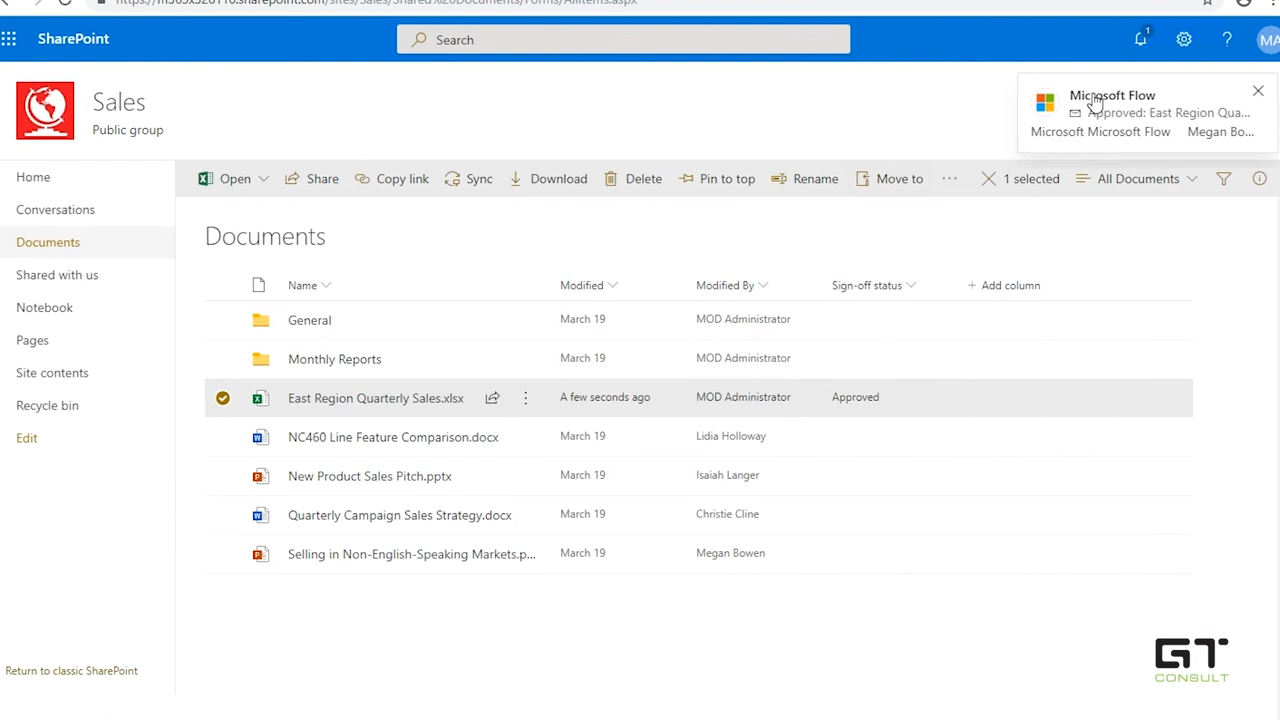 SharePoint
Search
1
MA
Sales
Public group
Microsoft Flow
Approved: East Region Qua...
Microsoft Microsoft Flow Megan Bo...
Open Share Copy link Sync Download Delete Pin to top Rename Move to ... 1 selected All Documents
Home
Conversations
Documents
Shared with us
Notebook
Pages
Site contents
Recycle bin
Edit
Return to classic SharePoint
Documents
Name Modified Modified By Sign-off status + Add column
General March 19 MOD Administrator
Monthly Reports March 19 MOD Administrator
East Region Quarterly Sales.xlsx A few seconds ago MOD Administrator Approved
NC460 Line Feature Comparison.docx March 19 Lidia Holloway
New Product Sales Pitch.pptx March 19 Isaiah Langer
Quarterly Campaign Sales Strategy.docx March 19 Christie Cline
Selling in Non-English-Speaking Markets.p... March 19 Megan Bowen
GT
CONSULT